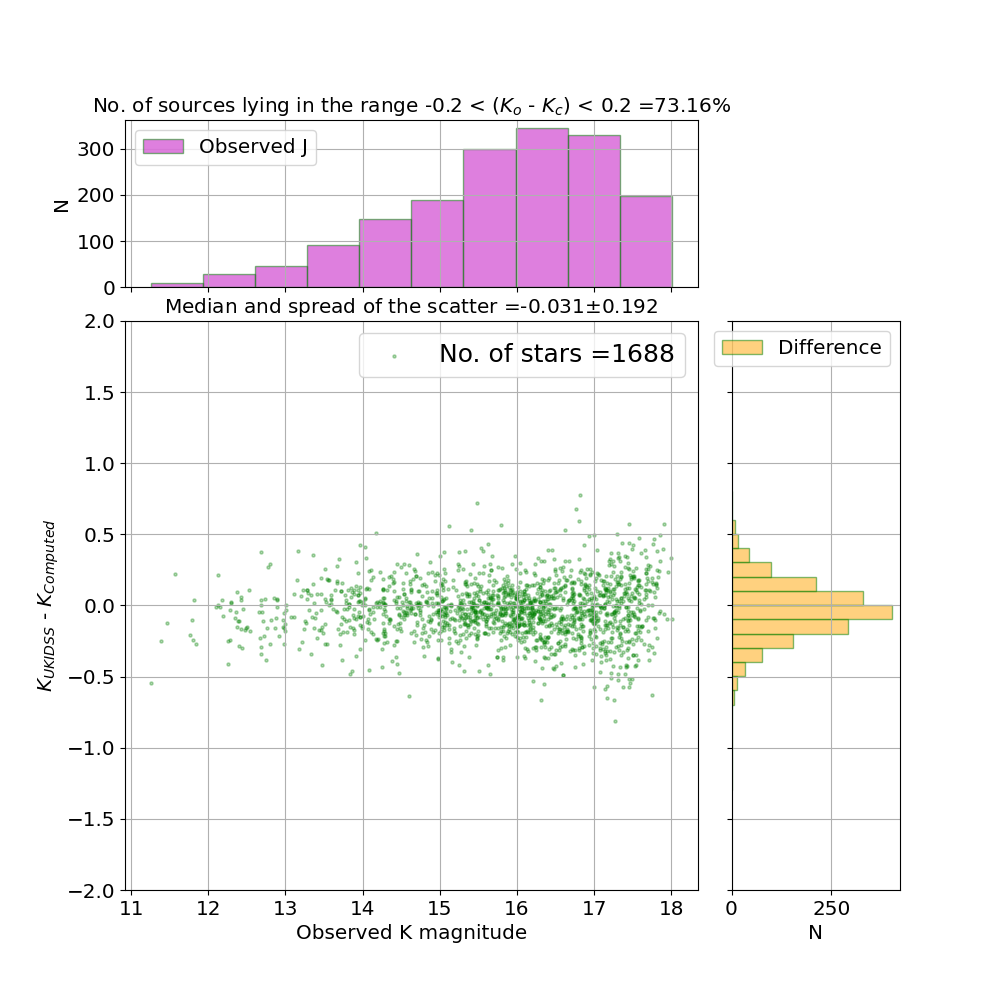 No. of sources lying in the range -0.2 < (K_o - K_c) < 0.2 =73.16%
Observed J
300
200
100
0
N
Median and spread of the scatter =-0.031±0.192
No. of stars =1688
Difference
2.0
1.5
1.0
0.5
0.0
−0.5
−1.0
−1.5
−2.0
K_UKIDSS - K_Computed
11 12 13 14 15 16 17 18
0 250
Observed K magnitude
N